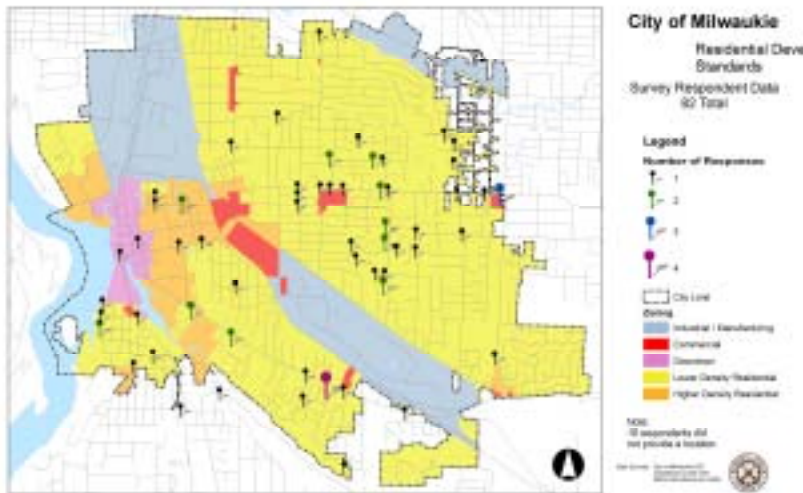 City of Milwaukie
Residential Deve
Standards
Survey Respondent Data
82 Total
Legend
Number of Responses
1
2
3
4
City Limit
Zoning
Industrial / Manufacturing
Commercial
Downtown
Lower Density Residential
Higher Density Residential
Note:
10 respondents did
not provide a location